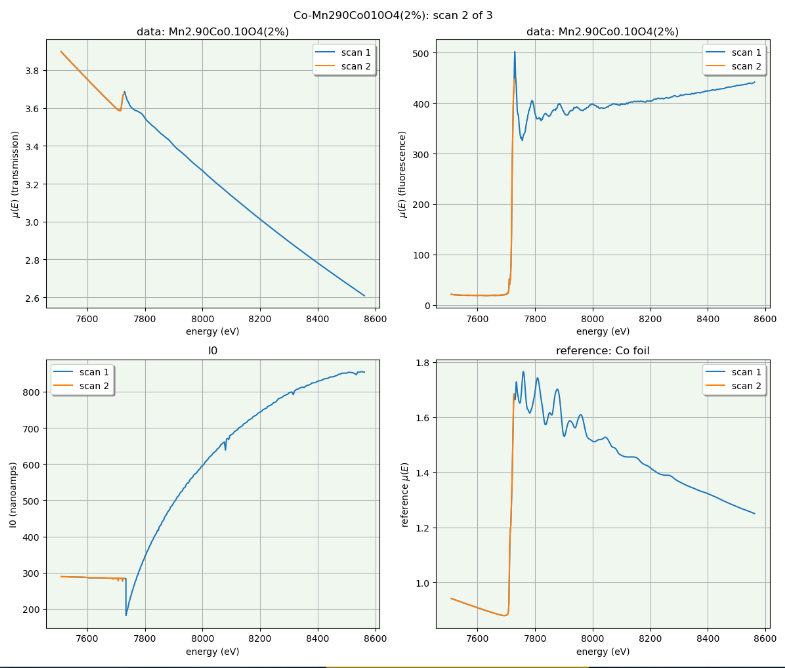 Co-Mn290Co010O4(2%): scan 2 of 3
data: Mn2.90Co0.10O4(2%)
scan 1
scan 2
3.8
3.6
3.4
3.2
3.0
2.8
2.6
μ(E) (transmission)
7600 7800 8000 8200 8400 8600
energy (eV)
data: Mn2.90Co0.10O4(2%)
scan 1
scan 2
500
400
300
200
100
0
μ(E) (fluorescence)
7600 7800 8000 8200 8400 8600
energy (eV)
I0
scan 1
scan 2
800
700
600
500
400
300
200
I0 (nanoamps)
7600 7800 8000 8200 8400 8600
energy (eV)
reference: Co foil
scan 1
scan 2
1.8
1.6
1.4
1.2
1.0
reference μ(E)
7600 7800 8000 8200 8400 8600
energy (eV)